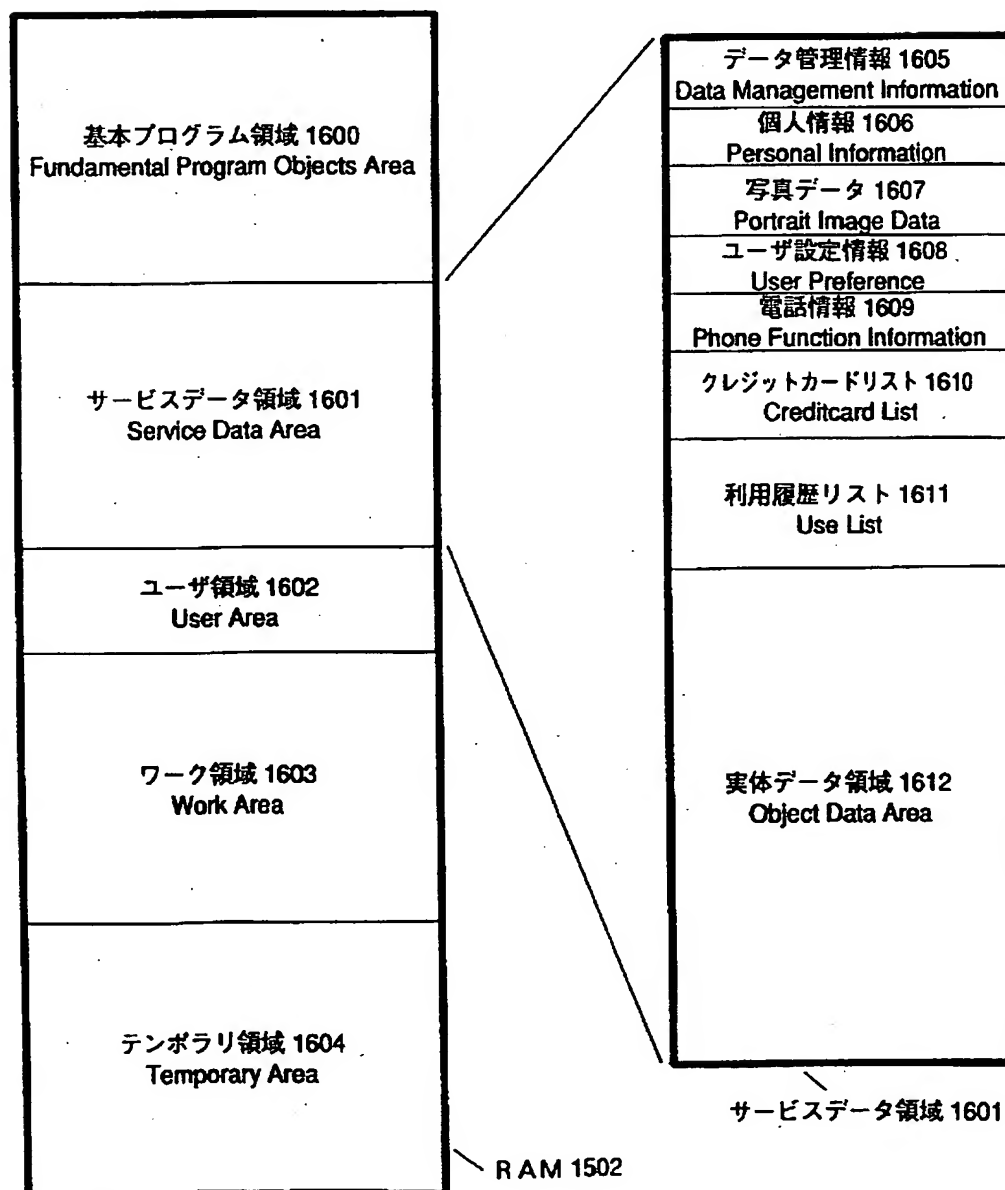 基本プログラム領域 1600
Fundamental Program Objects Area
サービスデータ領域 1601
Service Data Area
ユーザ領域 1602
User Area
ワーク領域 1603
Work Area
テンポラリ領域 1604
Temporary Area
RAM 1502
データ管理情報 1605
Data Management Information
個人情報 1606
Personal Information
写真データ 1607
Portrait Image Data
ユーザ設定情報 1608
User Preference
電話情報 1609
Phone Function Information
クレジットカードリスト 1610
Creditcard List
利用履歴リスト 1611
Use List
実体データ領域 1612
Object Data Area
サービスデータ領域 1601